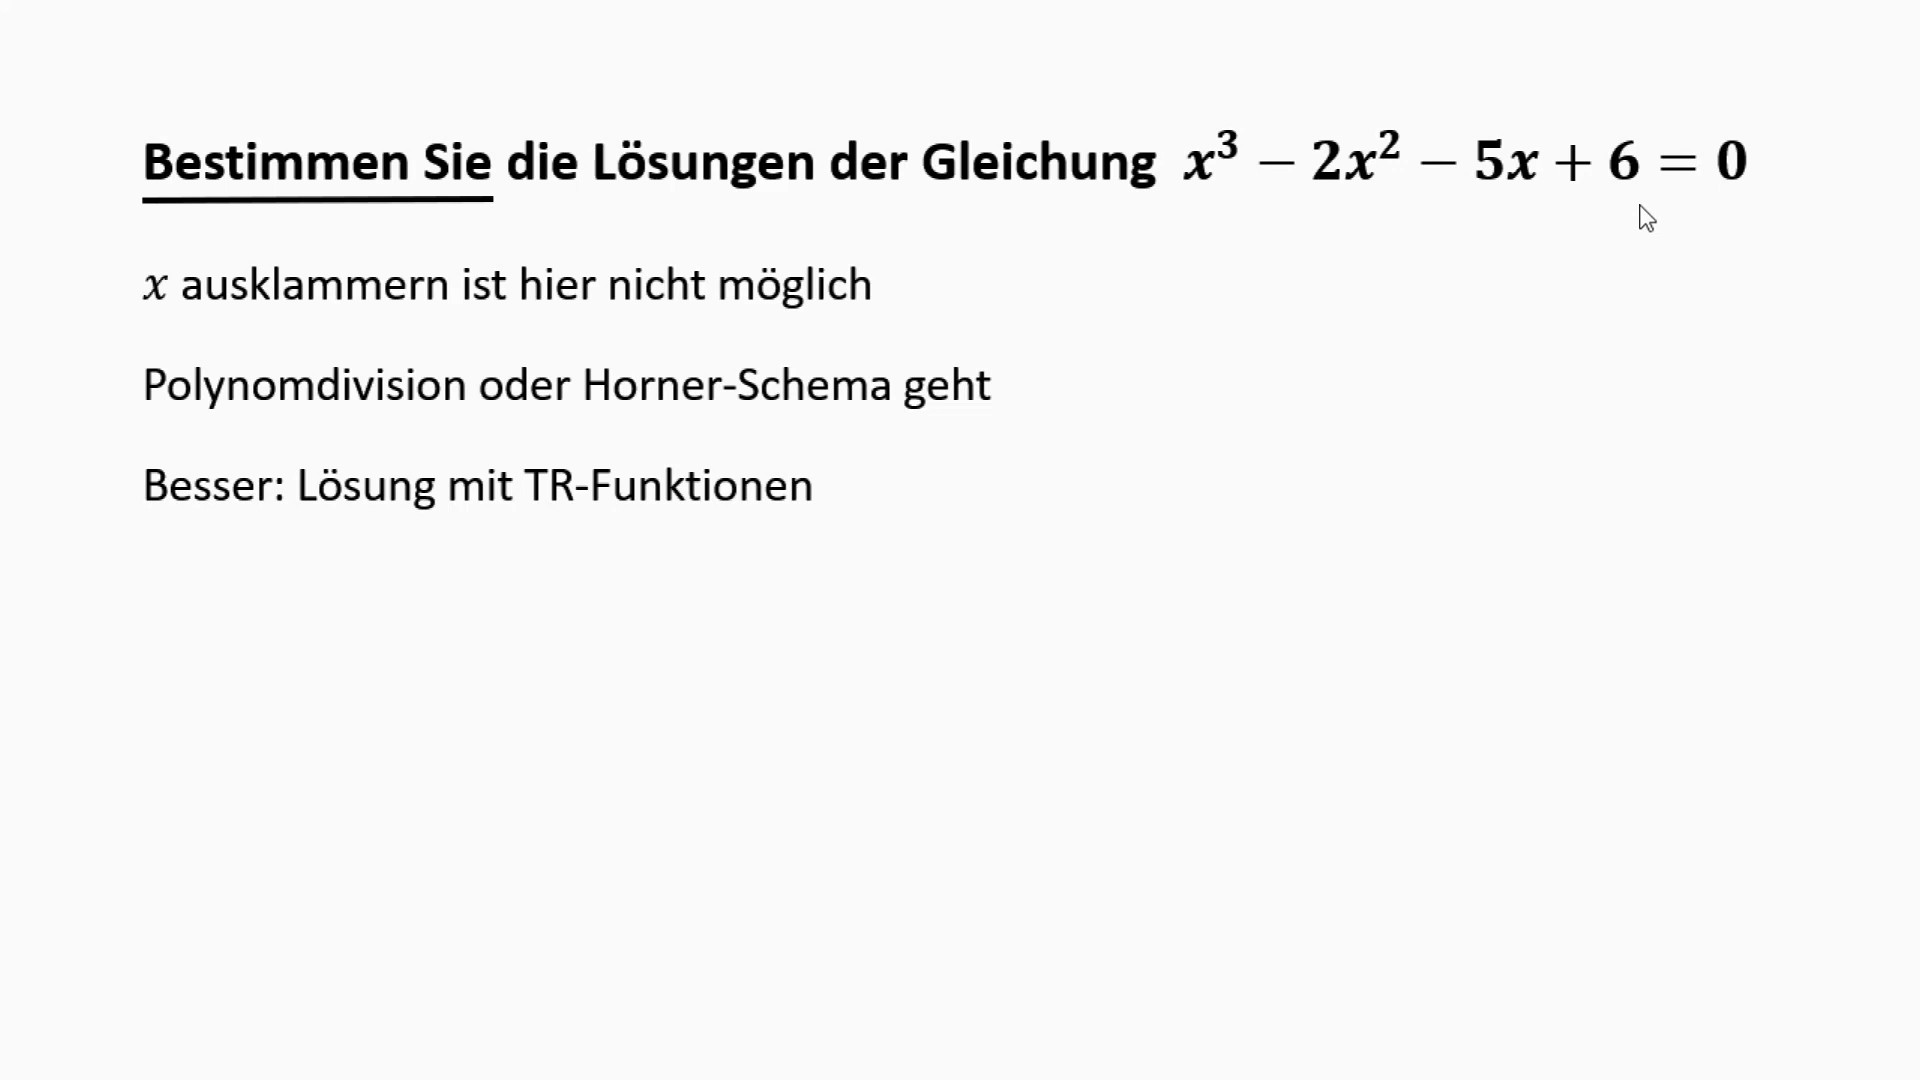 Bestimmen Sie die Lösungen der Gleichung x³ − 2x² − 5x + 6 = 0
x ausklammern ist hier nicht möglich
Polynomdivision oder Horner-Schema geht
Besser: Lösung mit TR-Funktionen